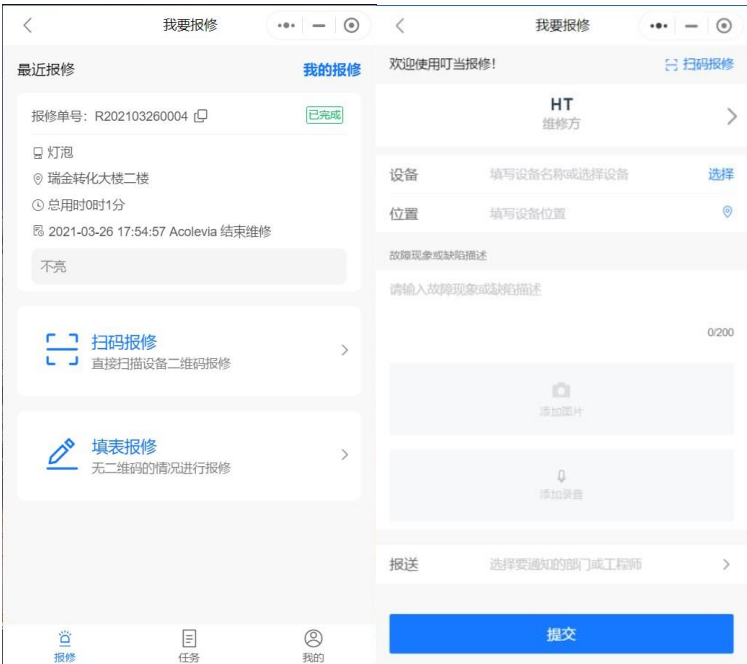 我要报修
最近报修
我的报修
报修单号：R202103260004
已完成
灯泡
瑞金转化大楼二楼
总用时0时1分
2021-03-26 17:54:57 Acolevia 结束维修
不亮
扫码报修
直接扫描设备二维码报修
填表报修
无二维码的情况进行报修
报修
任务
我的
我要报修
欢迎使用叮当报修！
扫码报修
HT
维修方
设备
填写设备名称或选择设备
选择
位置
填写设备位置
故障现象或缺陷描述
请输入故障现象或缺陷描述
0/200
添加图片
添加录音
报送
选择要通知的部门或工程师
提交